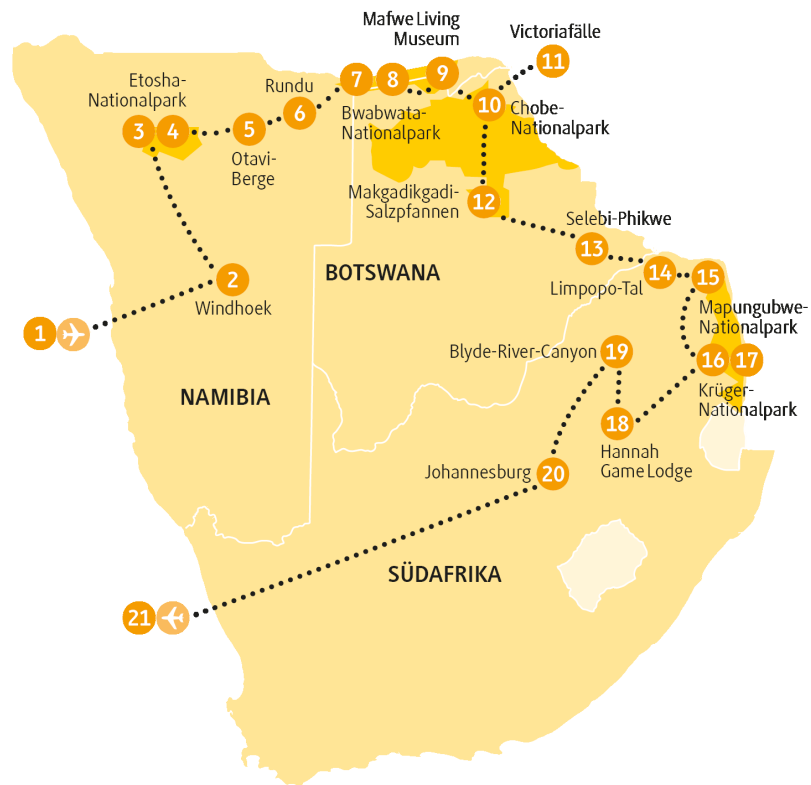 Mafwe Living
Museum
Victoriafälle
7
8
9
11
Etosha-
Nationalpark
Rundu
6
Bwabwata-
Nationalpark
10
Chobe-
Nationalpark
3
4
5
Otavi-
Berge
Makgadikgadi-
Salzpfannen
12
Selebi-Phikwe
13
2
Windhoek
BOTSWANA
14
Limpopo-Tal
15
Mapungubwe-
Nationalpark
1
Blyde-River-Canyon
19
16
17
Krüger-
Nationalpark
NAMIBIA
18
Hannah
Game Lodge
Johannesburg
20
SÜDAFRIKA
21